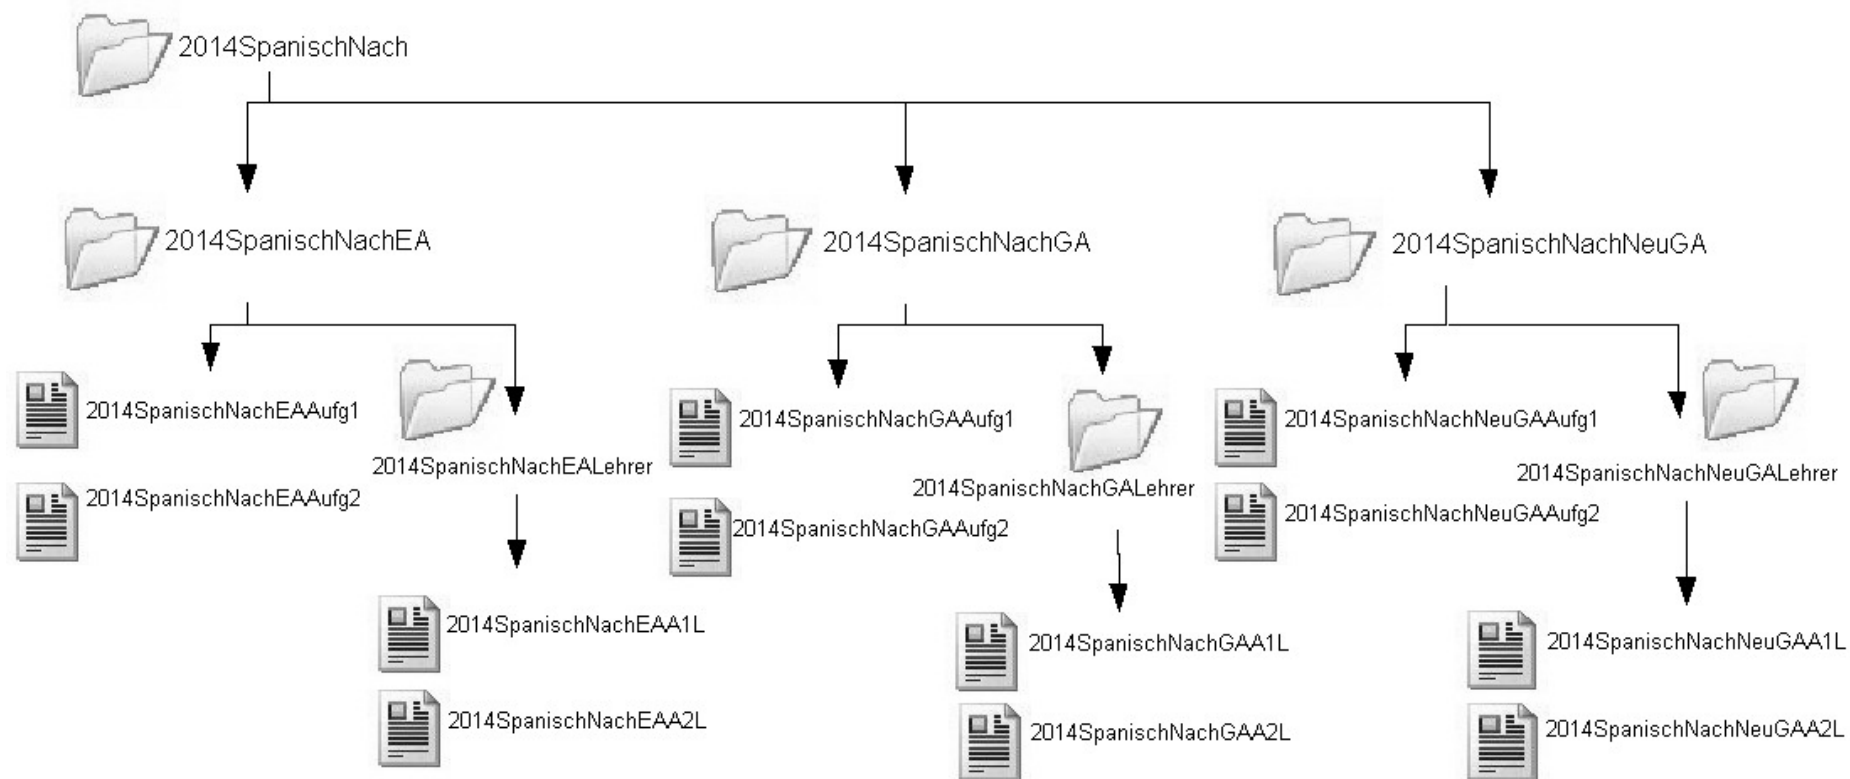 2014SpanischNach
2014SpanischNachEA
2014SpanischNachGA
2014SpanischNachNeuGA
2014SpanischNachEAAufg1
2014SpanischNachEAAufg2
2014SpanischNachEALehrer
2014SpanischNachEAA1L
2014SpanischNachEAA2L
2014SpanischNachGAAufg1
2014SpanischNachGAAufg2
2014SpanischNachGALehrer
2014SpanischNachGAA1L
2014SpanischNachGAA2L
2014SpanischNachNeuGAAufg1
2014SpanischNachNeuGAAufg2
2014SpanischNachNeuGALehrer
2014SpanischNachNeuGAA1L
2014SpanischNachNeuGAA2L